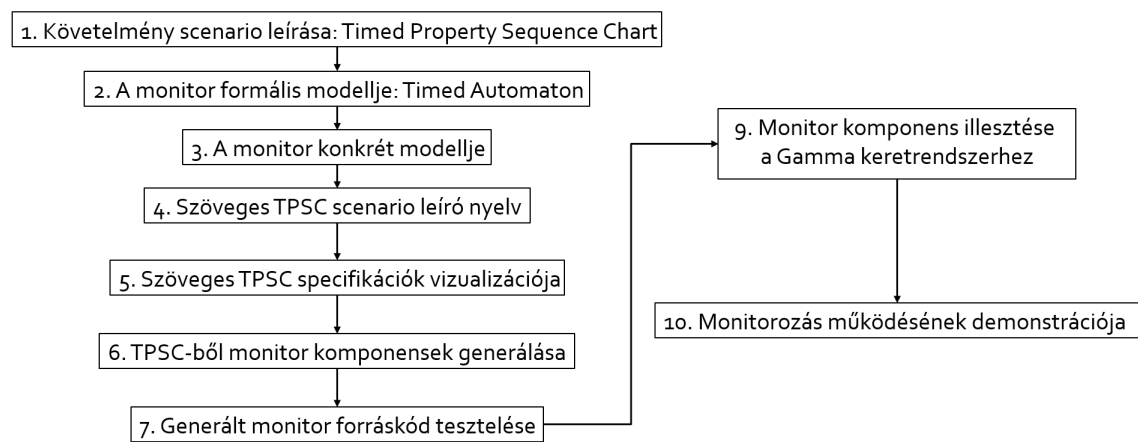 1. Követelmény scenario leírása: Timed Property Sequence Chart
2. A monitor formális modellje: Timed Automaton
3. A monitor konkrét modellje
4. Szöveges TPSC scenario leíró nyelv
5. Szöveges TPSC specifikációk vizualizációja
6. TPSC-ből monitor komponensek generálása
7. Generált monitor forráskód tesztelése
9. Monitor komponens illesztése
a Gamma keretrendszerhez
10. Monitorozás működésének demonstrációja